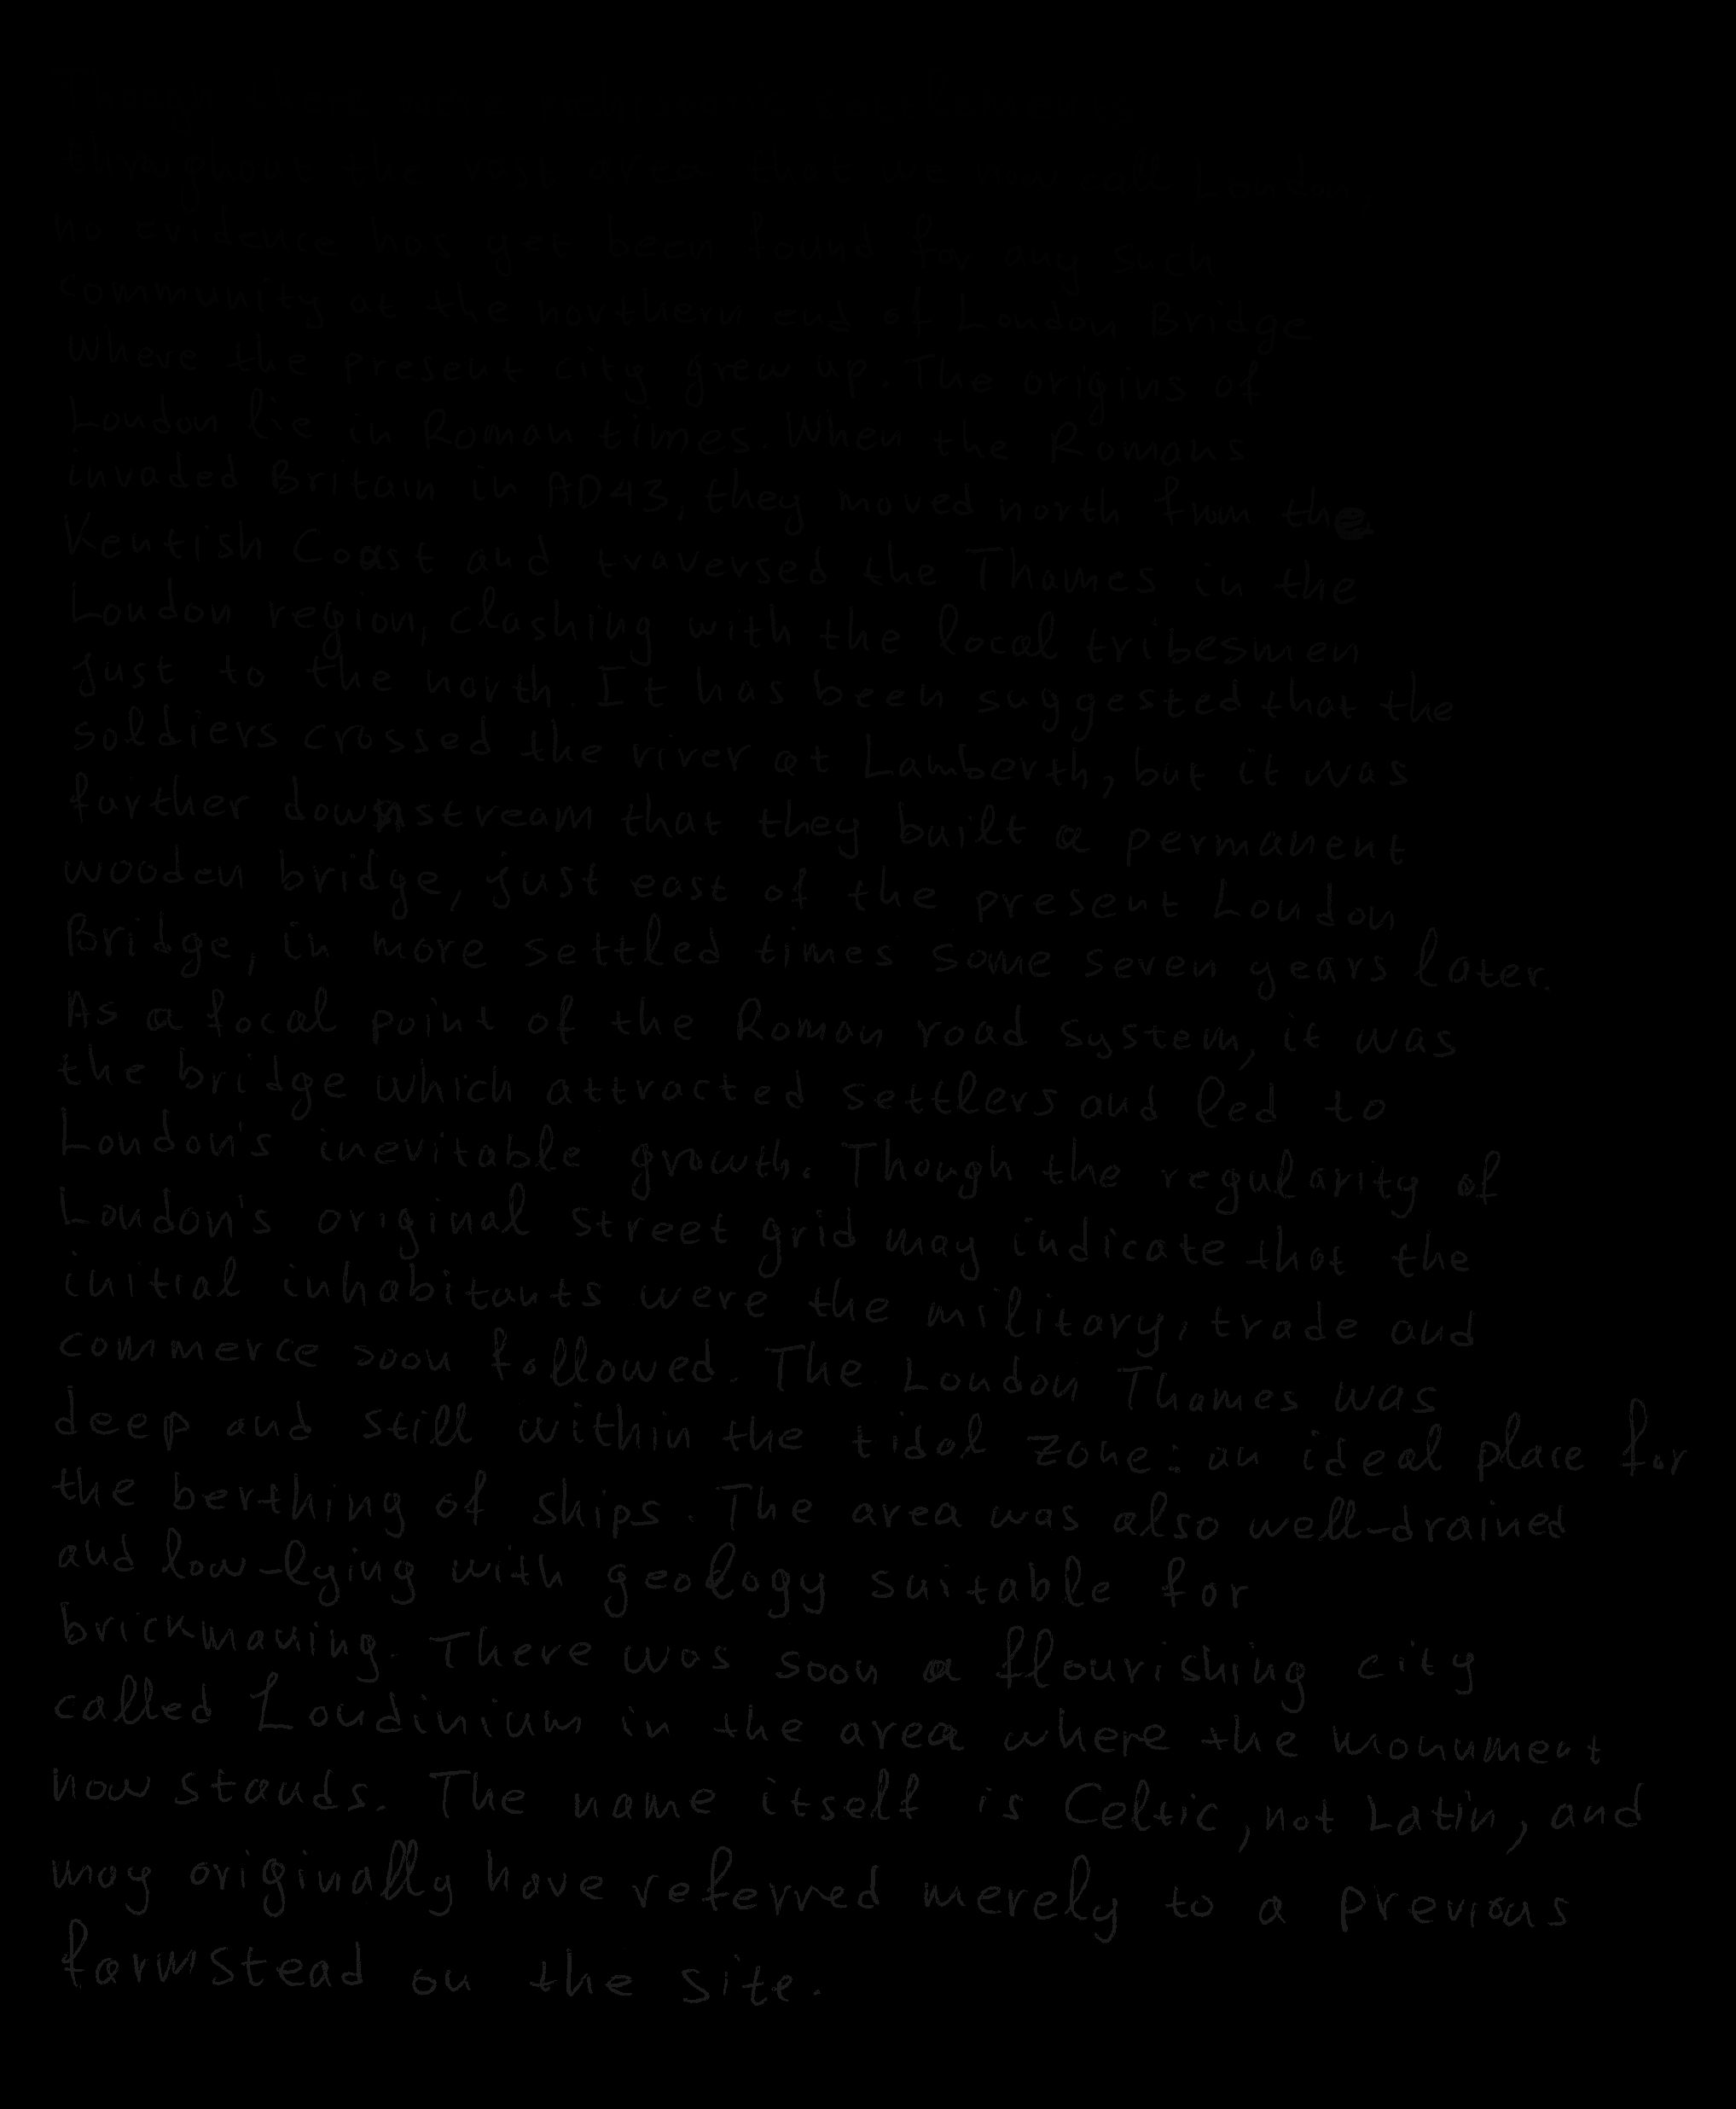 throughout the vast area that we now call London,
no evidence has yet been found for any such
community at the northern end of London Bridge
where the present city grew up. The origins of
London lie in Roman times. When the Romans
invaded Britain in AD43, they moved north from the
Kentish Coast and traversed the Thames in the
London region, clashing with the local tribesmen
just to the north. It has been suggested that the
soldiers crossed the river at Lamberth, but it was
further downstream that they built a permanent
wooden bridge, just east of the present London
Bridge, in more settled times some seven years later.
As a focal point of the Roman road system, it was
the bridge which attracted settlers and led to
London's inevitable growth. Though the regularity of
London's original street grid may indicate that the
initial inhabitants were the military, trade and
commerce soon followed. The London Thames was
deep and still within the tidal zone: an ideal place for
the berthing of ships. The area was also well-drained
and low-lying with geology suitable for
brickmaking. There was soon a flourishing city
called Londinium in the area where the monument
now stands. The name itself is Celtic, not Latin, and
may originally have referred merely to a previous
farmstead on the site.